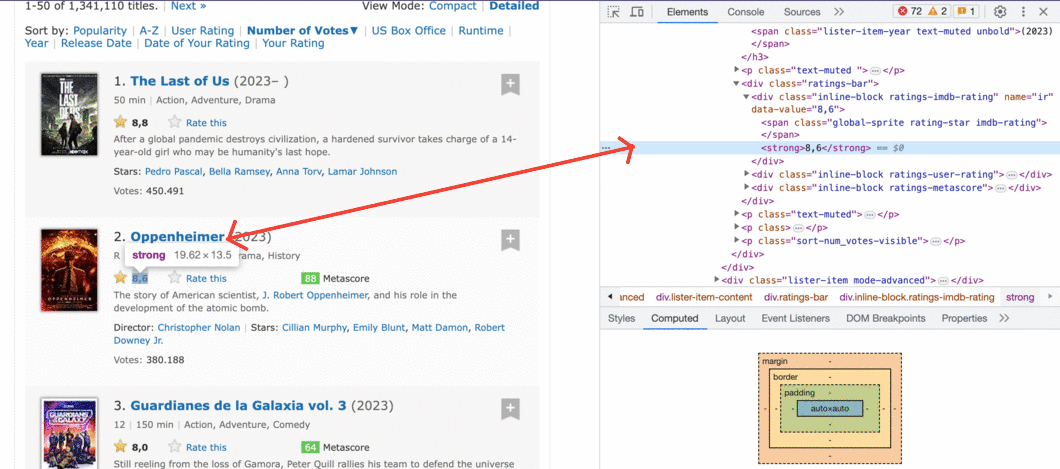 1-50 of 1,341,110 titles. | Next »
View Mode: Compact | Detailed
Sort by: Popularity | A-Z | User Rating | Number of Votes▼ | US Box Office | Runtime | Year | Release Date | Date of Your Rating | Your Rating
THE LAST OF US
1. The Last of Us (2023– )
50 min | Action, Adventure, Drama
8,8 Rate this
After a global pandemic destroys civilization, a hardened survivor takes charge of a 14-
year-old girl who may be humanity's last hope.
Stars: Pedro Pascal, Bella Ramsey, Anna Torv, Lamar Johnson
Votes: 450.491
OPPENHEIMER
2. Oppenheimer (2023)
R
rama, History
strong 19.62 × 13.5
8,6 Rate this 88 Metascore
The story of American scientist, J. Robert Oppenheimer, and his role in the
development of the atomic bomb.
Director: Christopher Nolan | Stars: Cillian Murphy, Emily Blunt, Matt Damon, Robert
Downey Jr.
Votes: 380.188
3. Guardianes de la Galaxia vol. 3 (2023)
12 | 150 min | Action, Adventure, Comedy
8,0 Rate this 64 Metascore
Still reeling from the loss of Gamora, Peter Quill rallies his team to defend the universe
Elements Console Sources >> 72 2 1
<span class="lister-item-year text-muted unbold">(2023)
</span>
</h3>
<p class="text-muted ">…</p>
<div class="ratings-bar">
<div class="inline-block ratings-imdb-rating" name="ir"
data-value="8,6">
<span class="global-sprite rating-star imdb-rating">
</span>
… <strong>8,6</strong> == $0
</div>
<div class="inline-block ratings-user-rating">…</div>
<div class="inline-block ratings-metascore">…</div>
</div>
<p class="text-muted">…</p>
<p>…</p>
<p class="sort-num_votes-visible">…</p>
</div>
</div>
<div class="lister-item mode-advanced">…</div>
anced div.lister-item-content div.ratings-bar div.inline-block.ratings-imdb-rating strong
Styles Computed Layout Event Listeners DOM Breakpoints Properties >>
margin -
border -
padding -
- - - auto×auto - - -
-
-
-